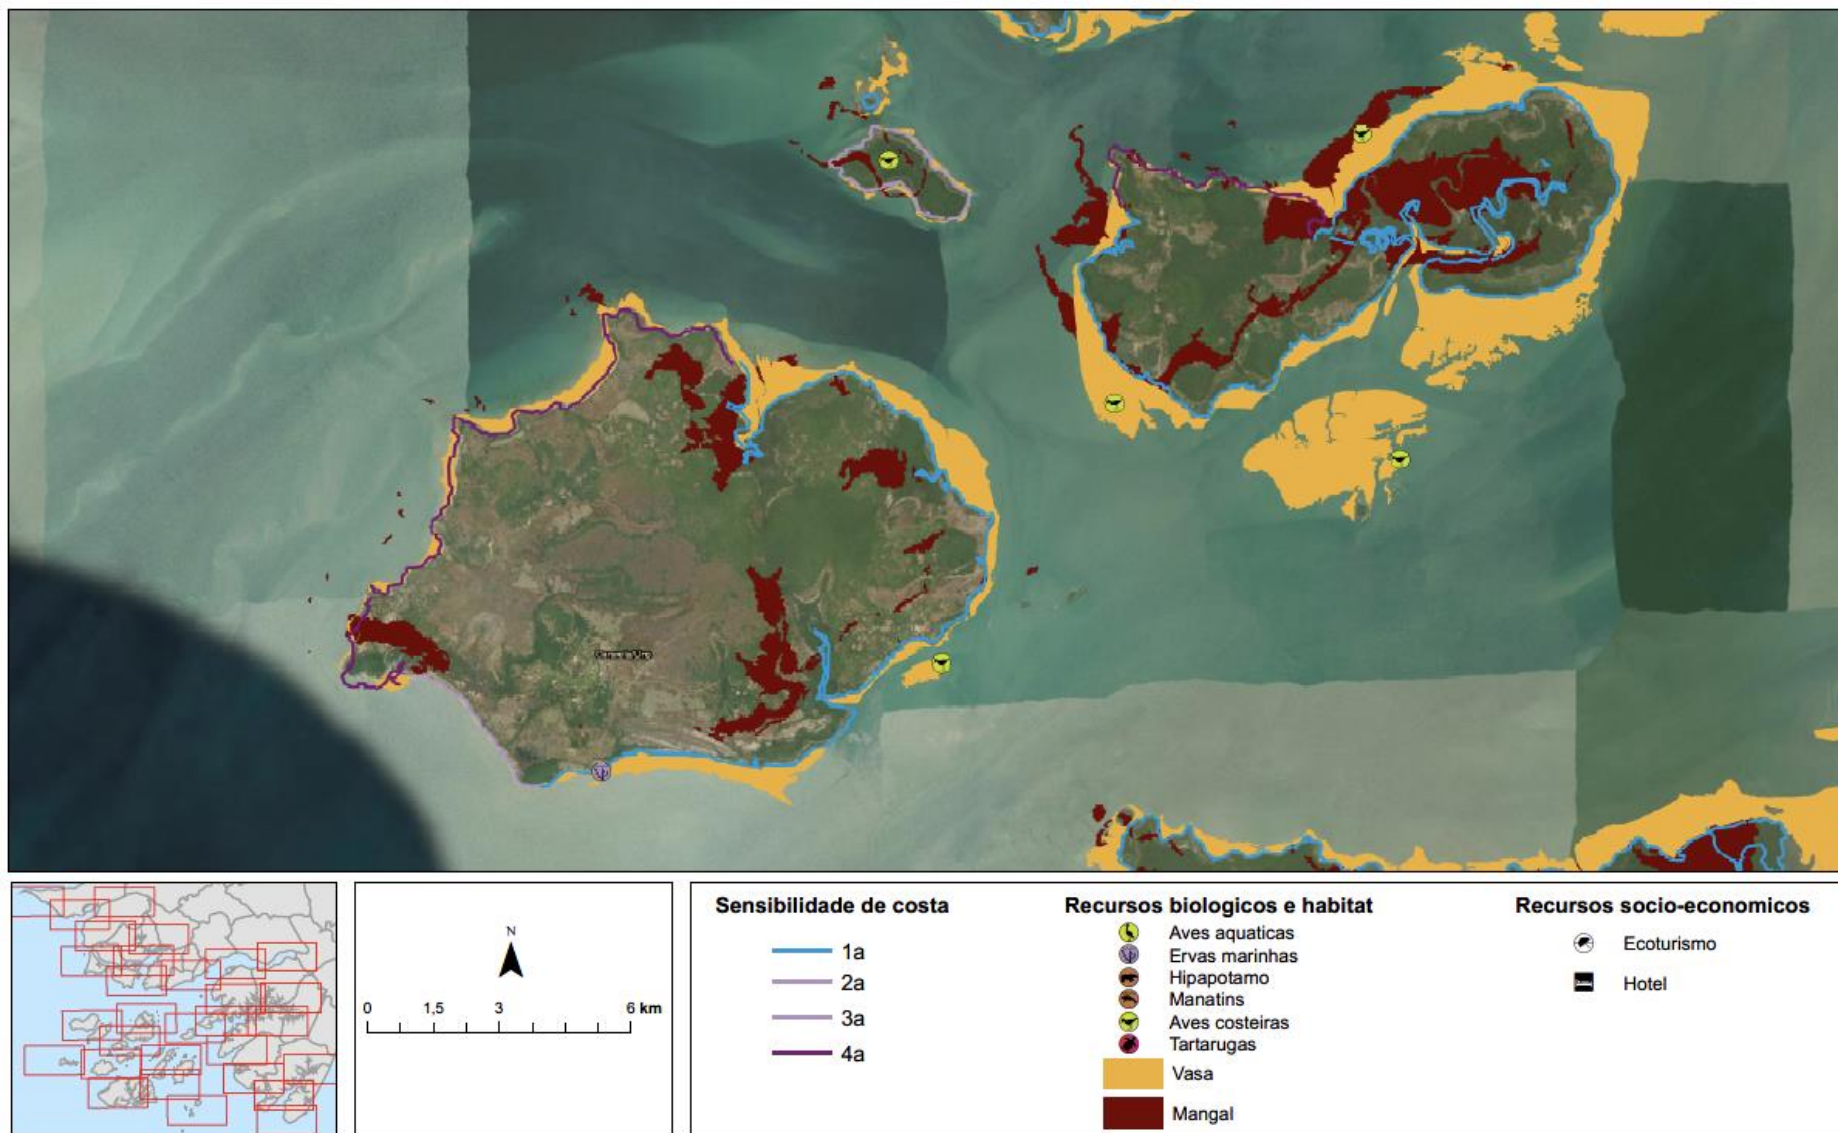 N
0 1,5 3 6 km
Sensibilidade de costa
1a
2a
3a
4a
Recursos biologicos e habitat
Aves aquaticas
Ervas marinhas
Hipapotamo
Manatins
Aves costeiras
Tartarugas
Vasa
Mangal
Recursos socio-economicos
Ecoturismo
Hotel